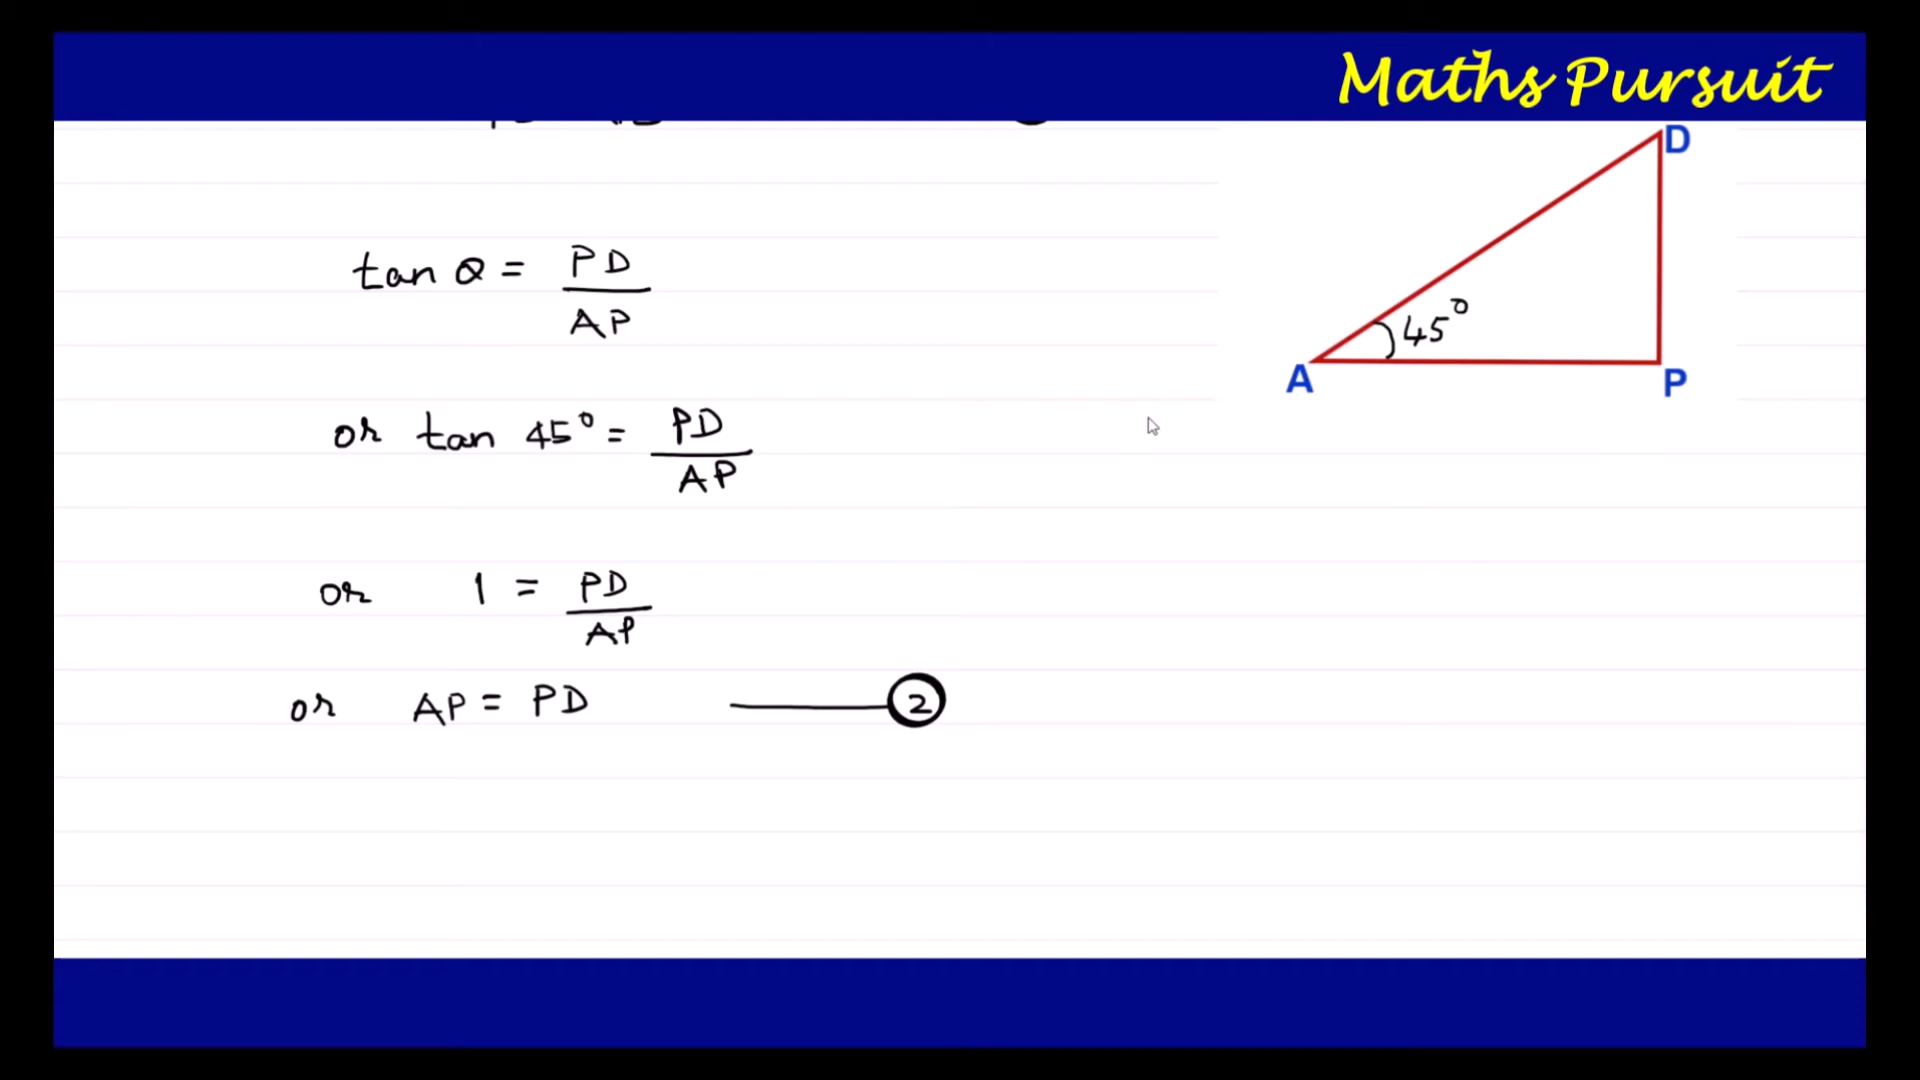 Maths Pursuit
D
tan θ = PD / AP
45°
A
P
or tan 45° = PD / AP
or 1 = PD / AP
or AP = PD 2